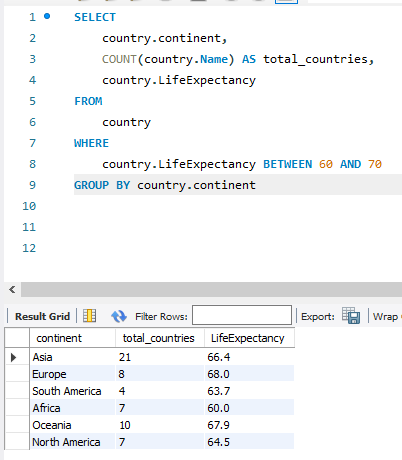 1 SELECT
2 country.continent,
3 COUNT(country.Name) AS total_countries,
4 country.LifeExpectancy
5 FROM
6 country
7 WHERE
8 country.LifeExpectancy BETWEEN 60 AND 70
9 GROUP BY country.continent
10
11
12
Result Grid Filter Rows: Export: Wrap
continent total_countries LifeExpectancy
Asia 21 66.4
Europe 8 68.0
South America 4 63.7
Africa 7 60.0
Oceania 10 67.9
North America 7 64.5